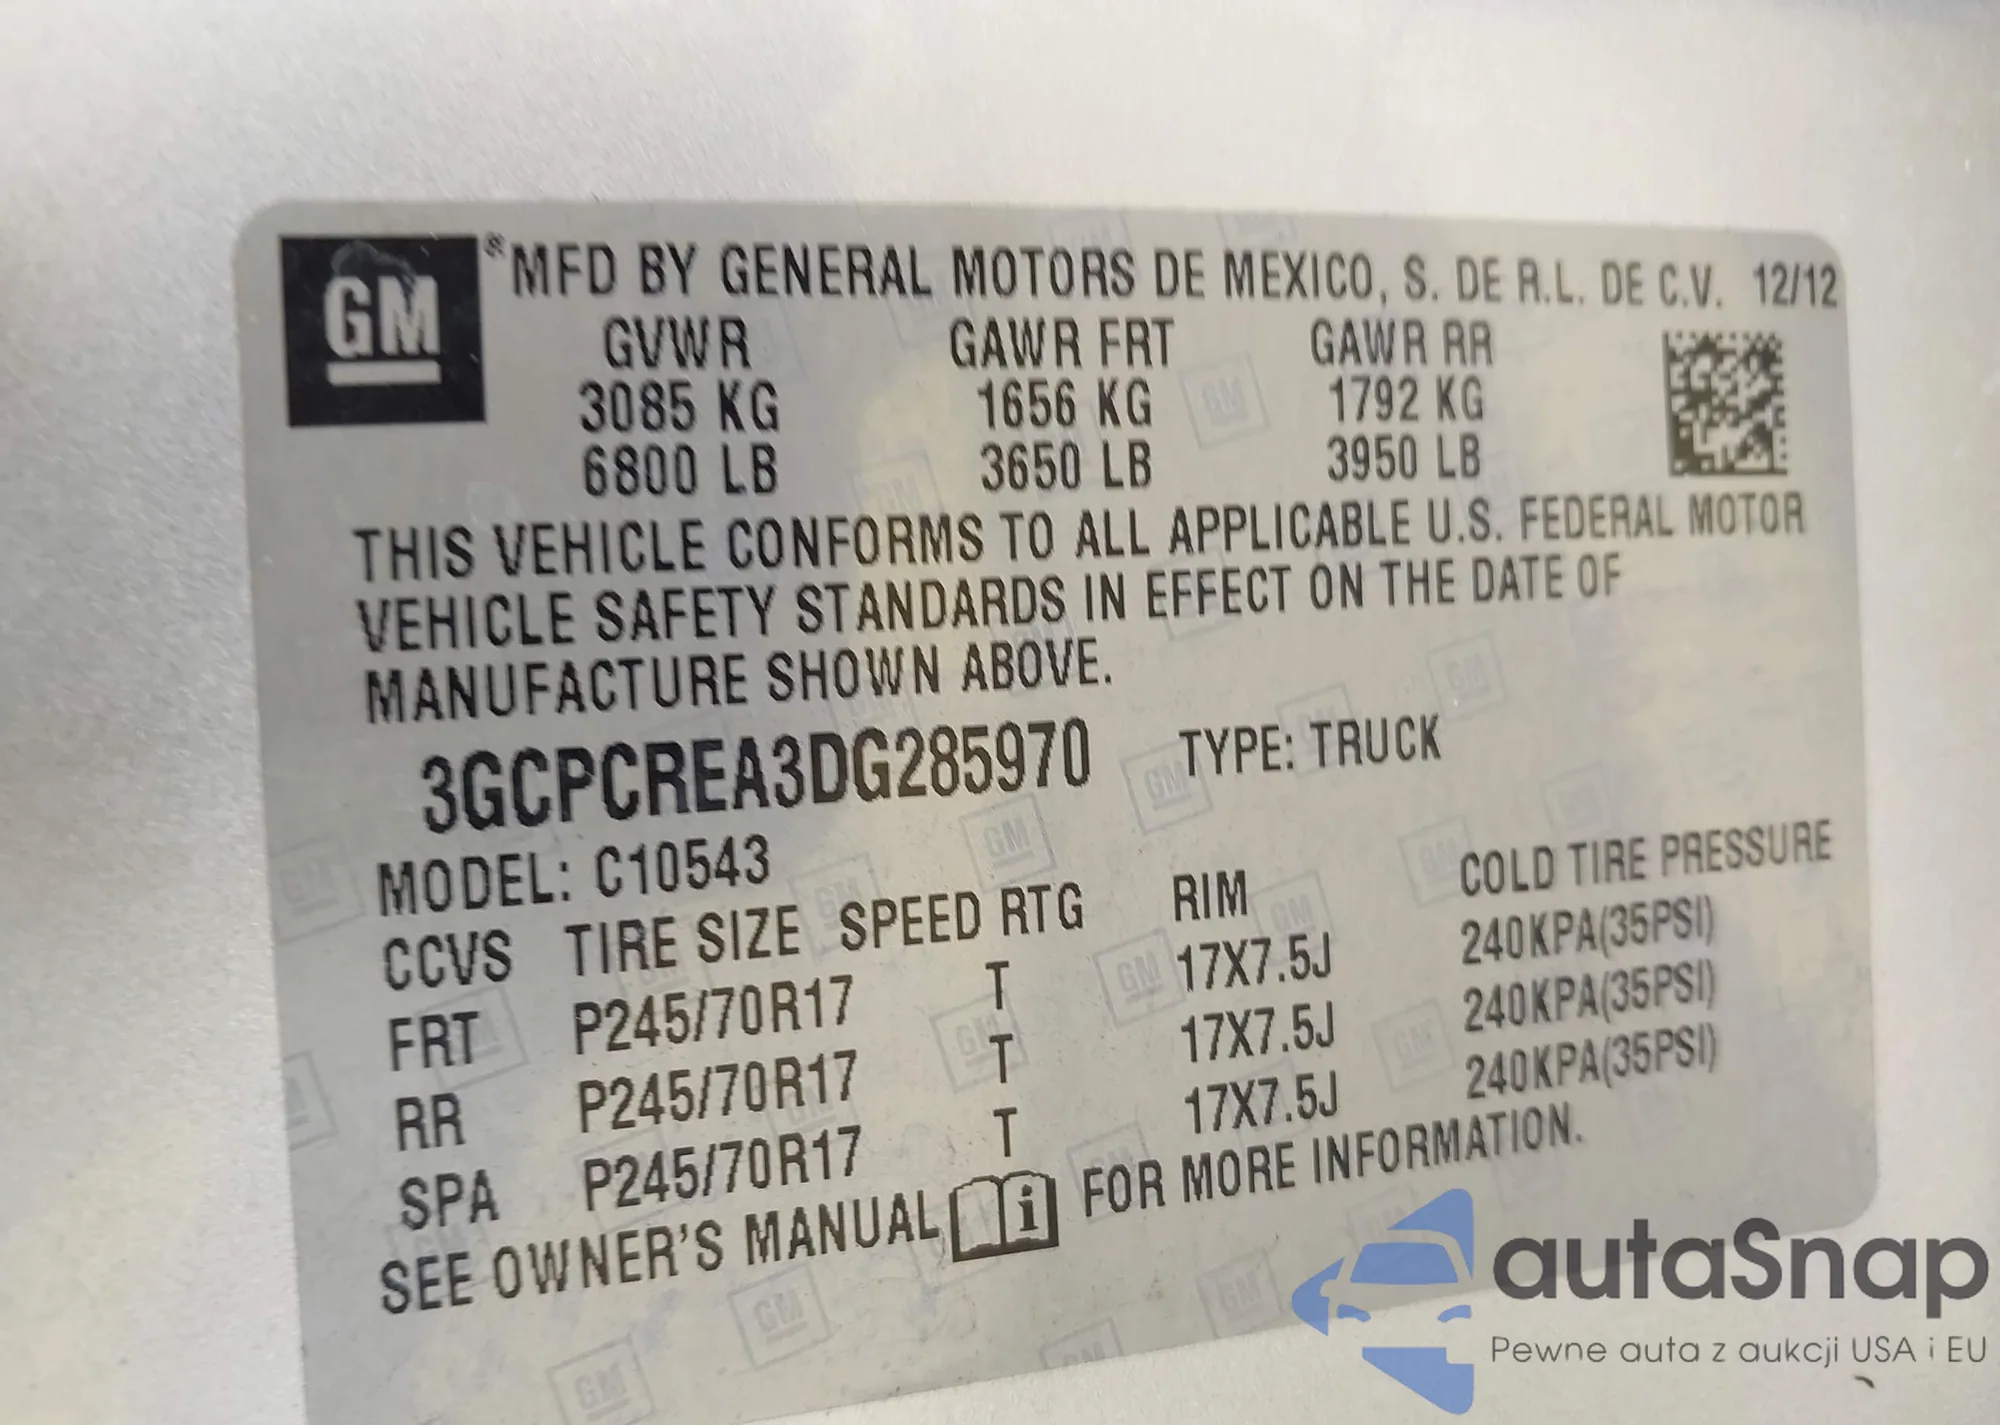 GM ® MFD BY GENERAL MOTORS DE MEXICO, S. DE R.L. DE C.V. 12/12
GVWR GAWR FRT GAWR RR
3085 KG 1656 KG 1792 KG
6800 LB 3650 LB 3950 LB
THIS VEHICLE CONFORMS TO ALL APPLICABLE U.S. FEDERAL MOTOR
VEHICLE SAFETY STANDARDS IN EFFECT ON THE DATE OF
MANUFACTURE SHOWN ABOVE.
3GCPCREA3DG285970 TYPE: TRUCK
MODEL: C10543
CCVS TIRE SIZE SPEED RTG RIM COLD TIRE PRESSURE
FRT P245/70R17 T 17X7.5J 240KPA(35PSI)
RR P245/70R17 T 17X7.5J 240KPA(35PSI)
SPA P245/70R17 T 17X7.5J 240KPA(35PSI)
SEE OWNER'S MANUAL i FOR MORE INFORMATION.
autaSnap
Pewne auta z aukcji USA i EU